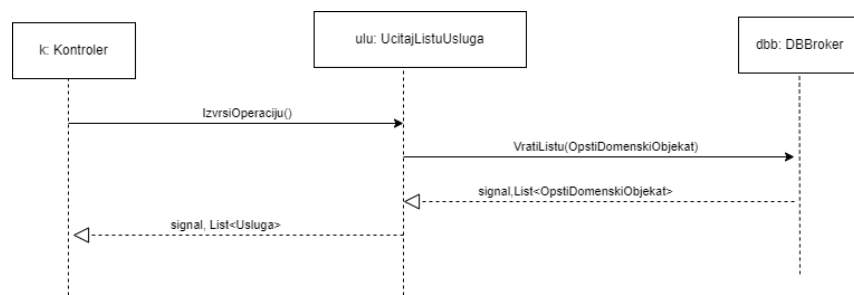 k: Kontroler
ulu: UcitajListuUsluga
dbb: DBBroker
IzvrsiOperaciju()
VratiListu(OpstiDomenskiObjekat)
signal,List<OpstiDomenskiObjekat>
signal, List<Usluga>